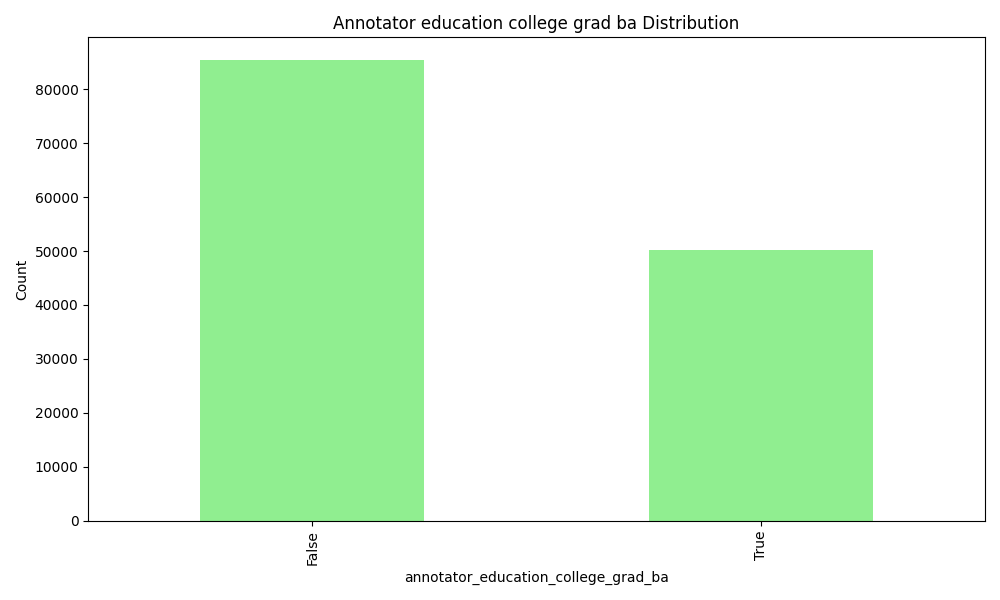 Annotator education college grad ba Distribution
80000
70000
60000
50000
40000
30000
20000
10000
0
Count
False
True
annotator_education_college_grad_ba